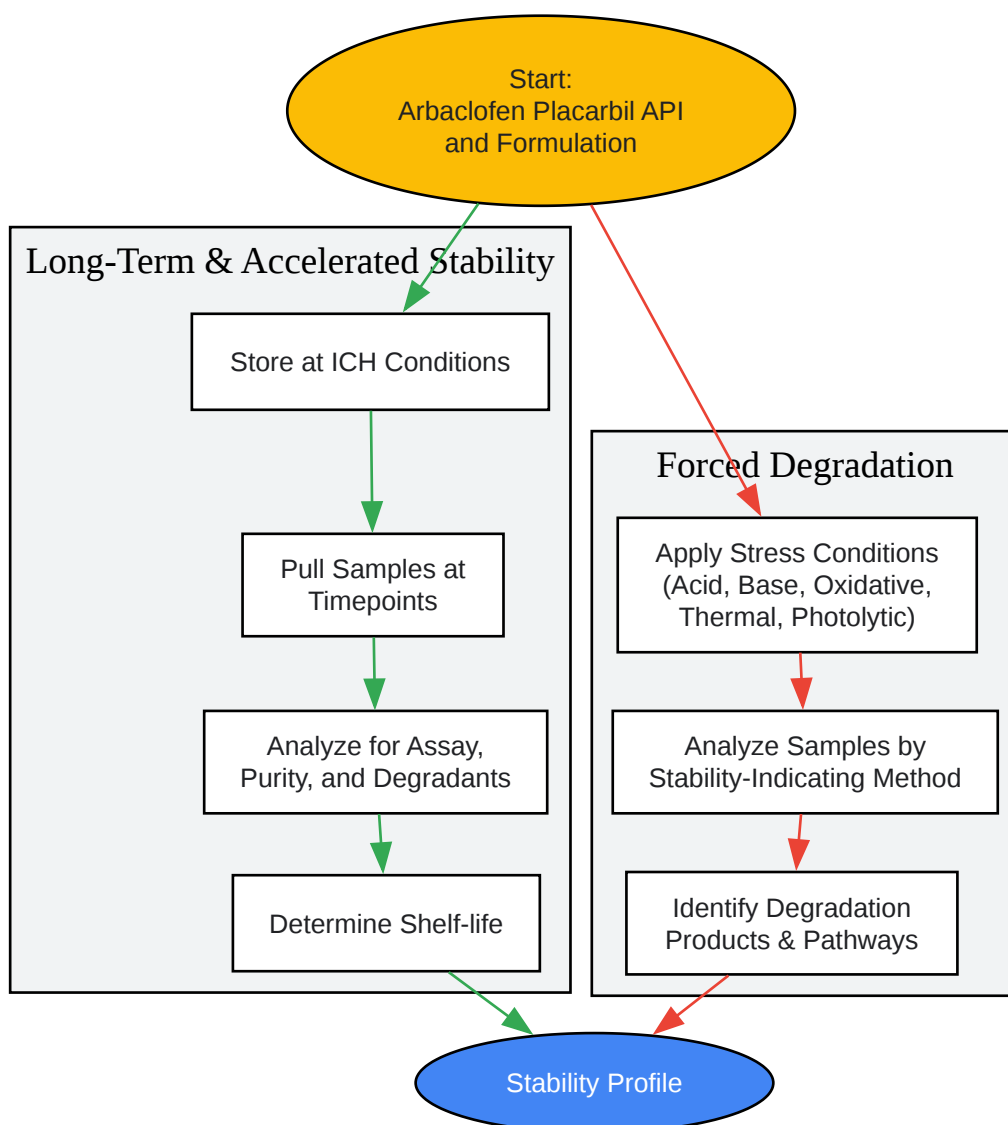 Start:
Arbaclofen Placarbil API
and Formulation
Long-Term & Accelerated Stability
Store at ICH Conditions
Pull Samples at
Timepoints
Analyze for Assay,
Purity, and Degradants
Determine Shelf-life
Forced Degradation
Apply Stress Conditions
(Acid, Base, Oxidative,
Thermal, Photolytic)
Analyze Samples by
Stability-Indicating Method
Identify Degradation
Products & Pathways
Stability Profile